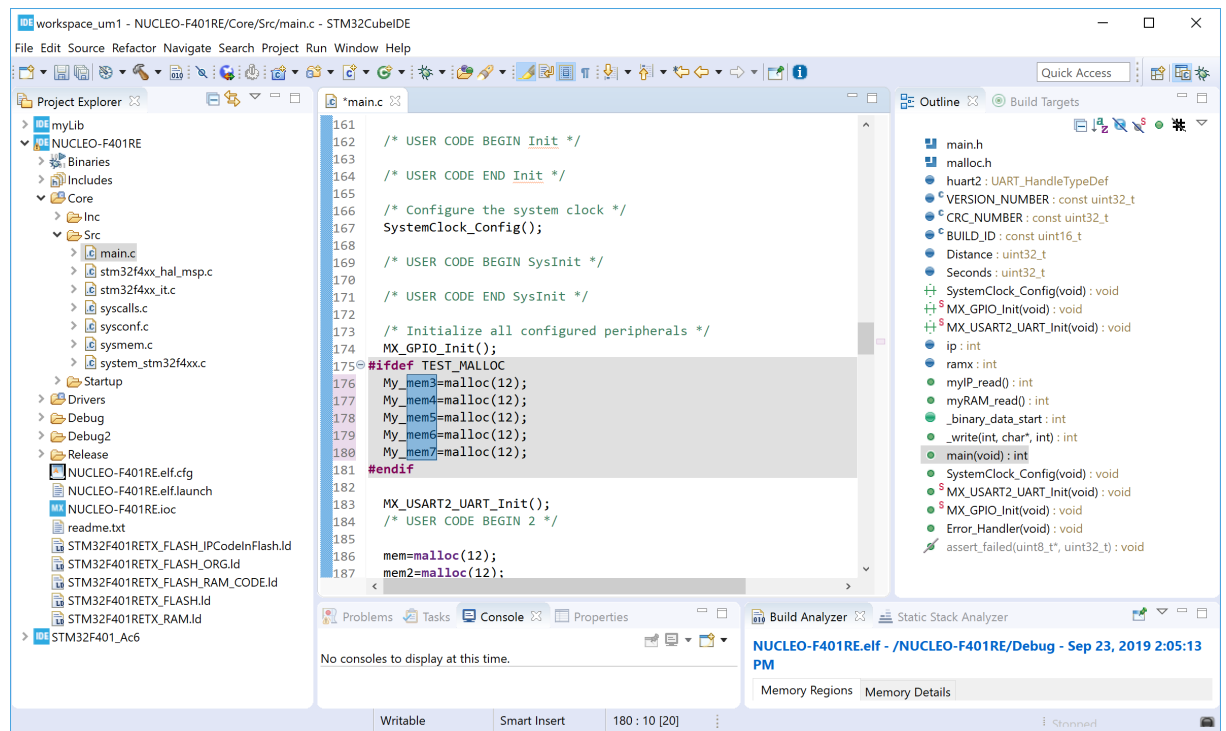 workspace_um1 - NUCLEO-F401RE/Core/Src/main.c - STM32CubeIDE
File Edit Source Refactor Navigate Search Project Run Window Help
Quick Access
Project Explorer
myLib
NUCLEO-F401RE
Binaries
Includes
Core
Inc
Src
main.c
stm32f4xx_hal_msp.c
stm32f4xx_it.c
syscalls.c
sysconf.c
sysmem.c
system_stm32f4xx.c
Startup
Drivers
Debug
Debug2
Release
NUCLEO-F401RE.elf.cfg
NUCLEO-F401RE.elf.launch
NUCLEO-F401RE.ioc
readme.txt
STM32F401RETX_FLASH_IPCodeInFlash.ld
STM32F401RETX_FLASH_ORG.ld
STM32F401RETX_FLASH_RAM_CODE.ld
STM32F401RETX_FLASH.ld
STM32F401RETX_RAM.ld
STM32F401_Ac6
*main.c
161
162 /* USER CODE BEGIN Init */
163
164 /* USER CODE END Init */
165
166 /* Configure the system clock */
167 SystemClock_Config();
168
169 /* USER CODE BEGIN SysInit */
170
171 /* USER CODE END SysInit */
172
173 /* Initialize all configured peripherals */
174 MX_GPIO_Init();
175 #ifdef TEST_MALLOC
176 My_mem3=malloc(12);
177 My_mem4=malloc(12);
178 My_mem5=malloc(12);
179 My_mem6=malloc(12);
180 My_mem7=malloc(12);
181 #endif
182
183 MX_USART2_UART_Init();
184 /* USER CODE BEGIN 2 */
185
186 mem=malloc(12);
187 mem2=malloc(12);
Outline
Build Targets
main.h
malloc.h
huart2 : UART_HandleTypeDef
VERSION_NUMBER : const uint32_t
CRC_NUMBER : const uint32_t
BUILD_ID : const uint16_t
Distance : uint32_t
Seconds : uint32_t
SystemClock_Config(void) : void
MX_GPIO_Init(void) : void
MX_USART2_UART_Init(void) : void
ip : int
ramx : int
myIP_read() : int
myRAM_read() : int
_binary_data_start : int
_write(int, char*, int) : int
main(void) : int
SystemClock_Config(void) : void
MX_USART2_UART_Init(void) : void
MX_GPIO_Init(void) : void
Error_Handler(void) : void
assert_failed(uint8_t*, uint32_t) : void
Problems Tasks Console Properties
No consoles to display at this time.
Build Analyzer Static Stack Analyzer
NUCLEO-F401RE.elf - /NUCLEO-F401RE/Debug - Sep 23, 2019 2:05:13
PM
Memory Regions Memory Details
Writable Smart Insert 180 : 10 [20] Stopped